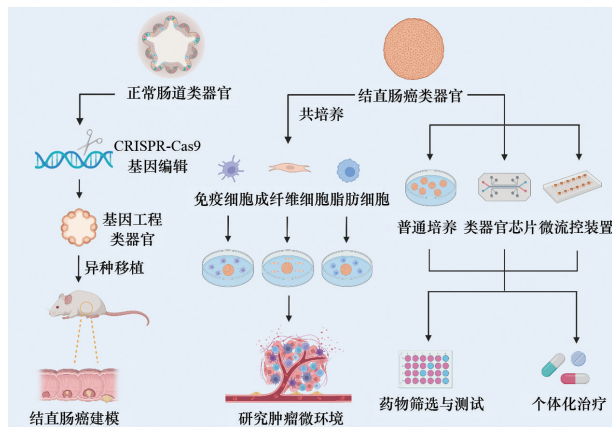 正常肠道类器官
结直肠癌类器官
共培养
CRISPR-Cas9
基因编辑
免疫细胞
成纤维细胞
脂肪细胞
普通培养
类器官芯片
微流控装置
基因工程
类器官
异种移植
结直肠癌建模
研究肿瘤微环境
药物筛选与测试
个体化治疗